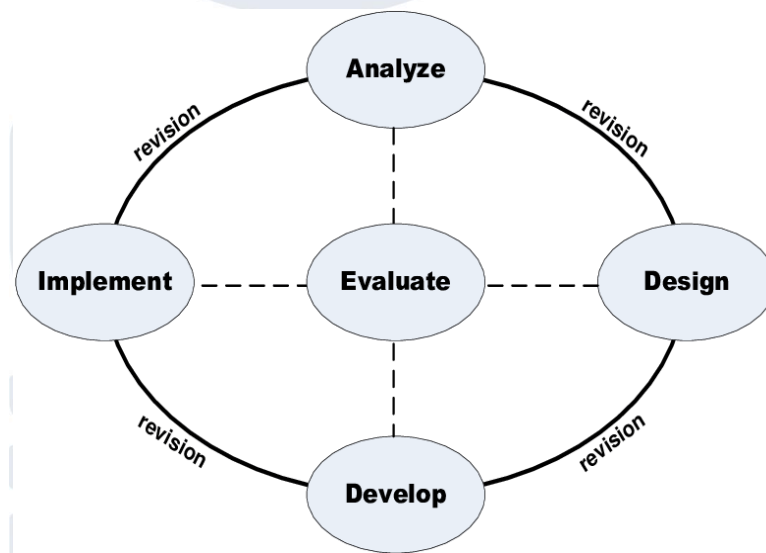 Analyze
revision
revision
Implement
Evaluate
Design
revision
revision
Develop